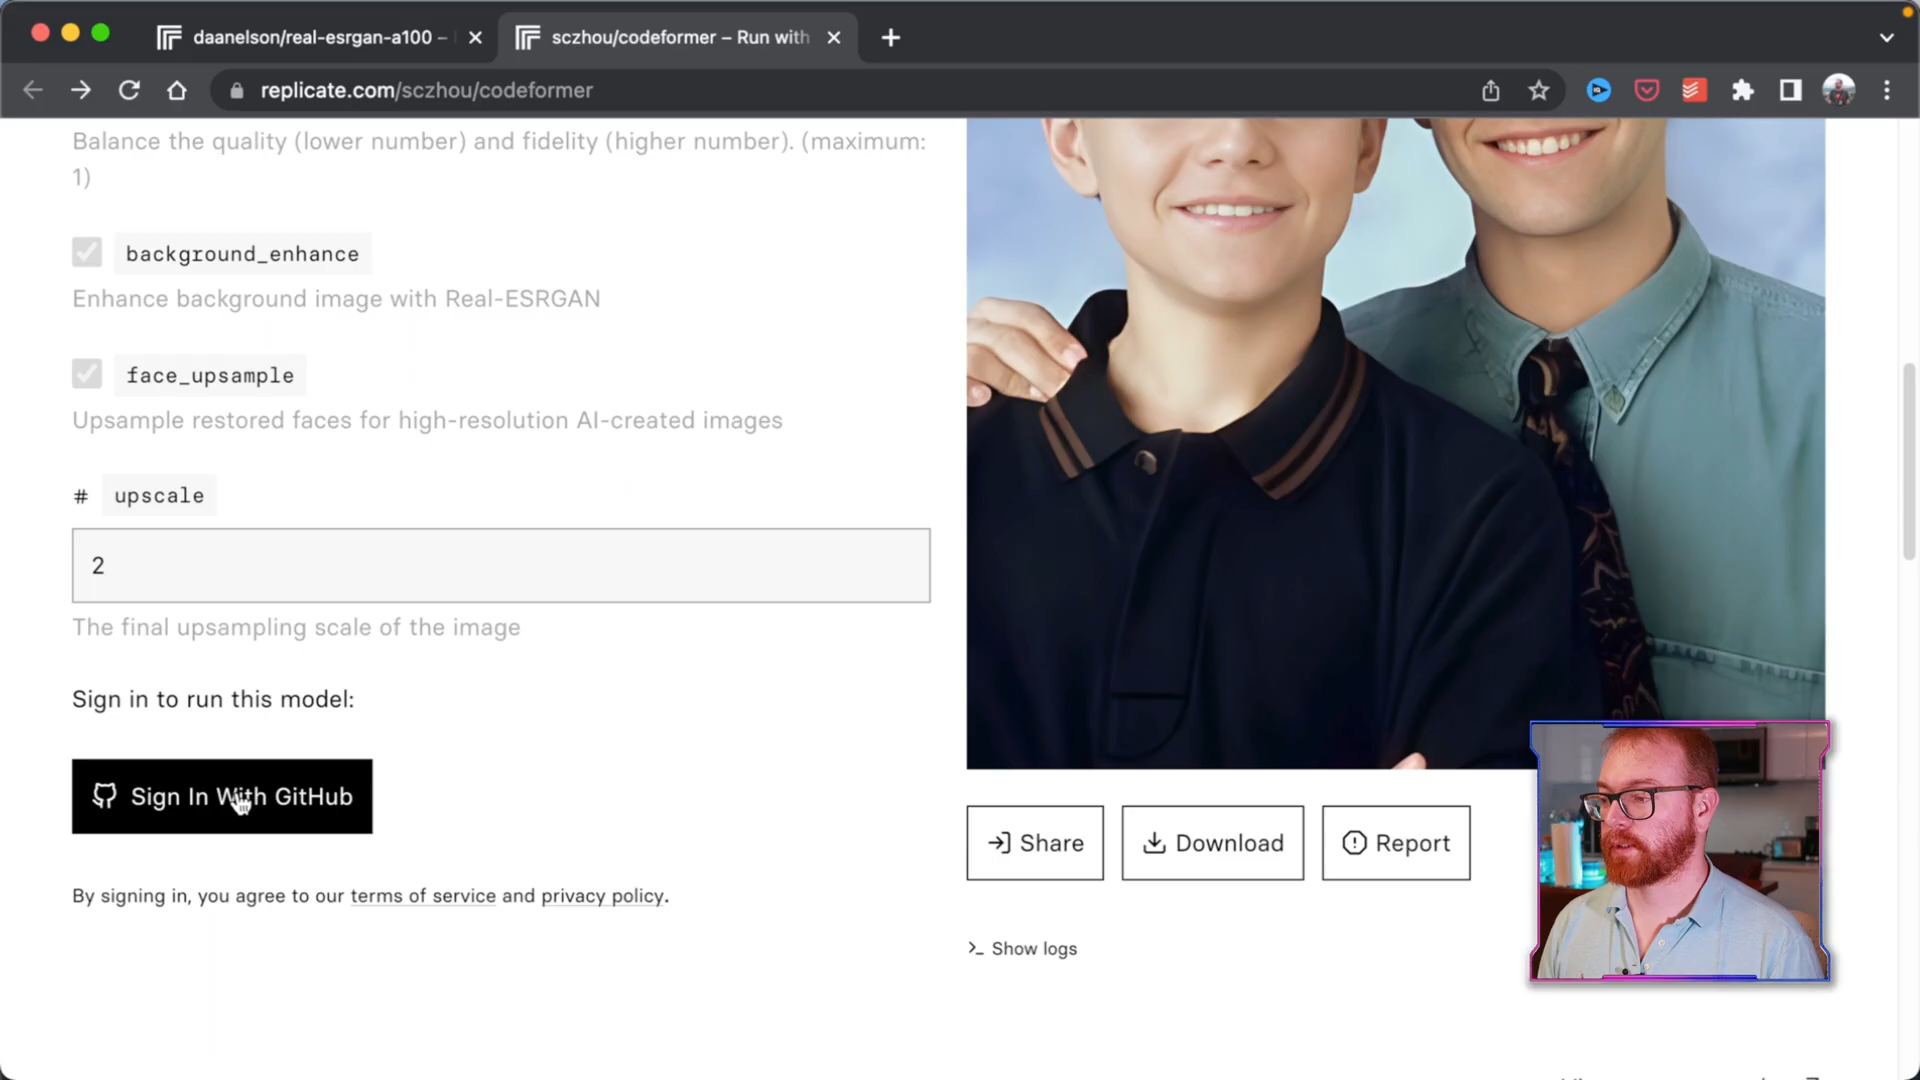 daanelson/real-esrgan-a100 –
sczhou/codeformer – Run with
replicate.com/sczhou/codeformer
Balance the quality (lower number) and fidelity (higher number). (maximum:
1)
background_enhance
Enhance background image with Real-ESRGAN
face_upsample
Upsample restored faces for high-resolution AI-created images
# upscale
2
The final upsampling scale of the image
Sign in to run this model:
Sign In With GitHub
By signing in, you agree to our terms of service and privacy policy.
Share
Download
Report
>_ Show logs